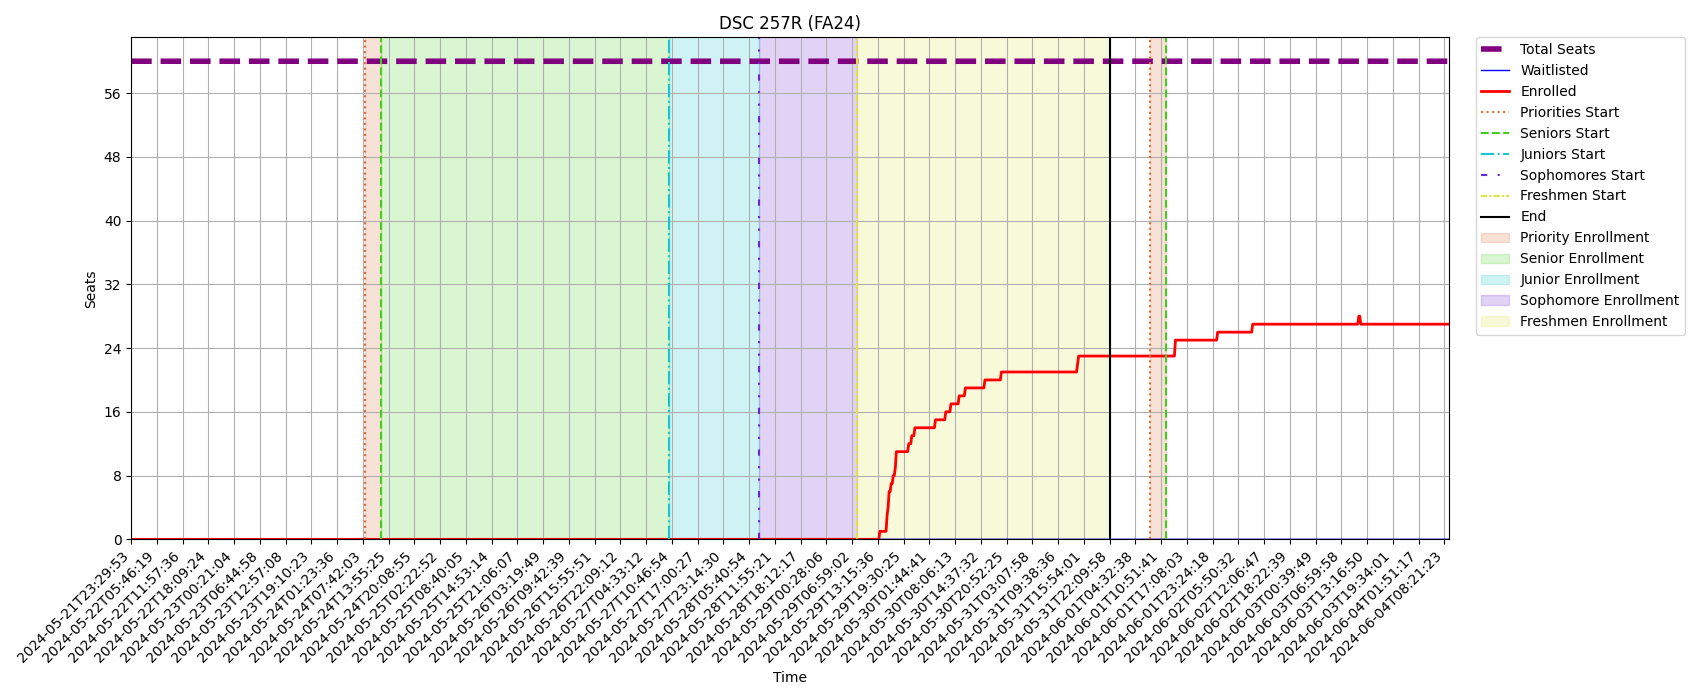 DSC 257R (FA24)
Total Seats
Waitlisted
Enrolled
Priorities Start
Seniors Start
Juniors Start
Sophomores Start
Freshmen Start
End
Priority Enrollment
Senior Enrollment
Junior Enrollment
Sophomore Enrollment
Freshmen Enrollment
Seats
56
48
40
32
24
16
8
0
2024-05-21T23:29:53
2024-05-22T05:46:19
2024-05-22T11:57:36
2024-05-22T18:09:24
2024-05-23T00:21:04
2024-05-23T06:44:58
2024-05-23T12:57:08
2024-05-23T19:10:23
2024-05-24T01:23:36
2024-05-24T07:42:03
2024-05-24T13:55:25
2024-05-24T20:08:55
2024-05-25T02:22:52
2024-05-25T08:40:05
2024-05-25T14:53:14
2024-05-25T21:06:07
2024-05-26T03:19:49
2024-05-26T09:42:39
2024-05-26T15:55:51
2024-05-26T22:09:12
2024-05-27T04:33:12
2024-05-27T10:46:54
2024-05-27T17:00:27
2024-05-27T23:14:30
2024-05-28T05:40:54
2024-05-28T11:55:21
2024-05-28T18:12:17
2024-05-29T00:28:06
2024-05-29T06:59:02
2024-05-29T13:15:36
2024-05-29T19:30:25
2024-05-30T01:44:41
2024-05-30T08:06:13
2024-05-30T14:37:32
2024-05-30T20:52:25
2024-05-31T03:07:58
2024-05-31T09:38:36
2024-05-31T15:54:01
2024-05-31T22:09:58
2024-06-01T04:32:38
2024-06-01T10:51:41
2024-06-01T17:08:03
2024-06-01T23:24:18
2024-06-02T05:50:32
2024-06-02T12:06:47
2024-06-02T18:22:39
2024-06-03T00:39:49
2024-06-03T06:59:58
2024-06-03T13:16:50
2024-06-03T19:34:01
2024-06-04T01:51:17
2024-06-04T08:21:23
Time